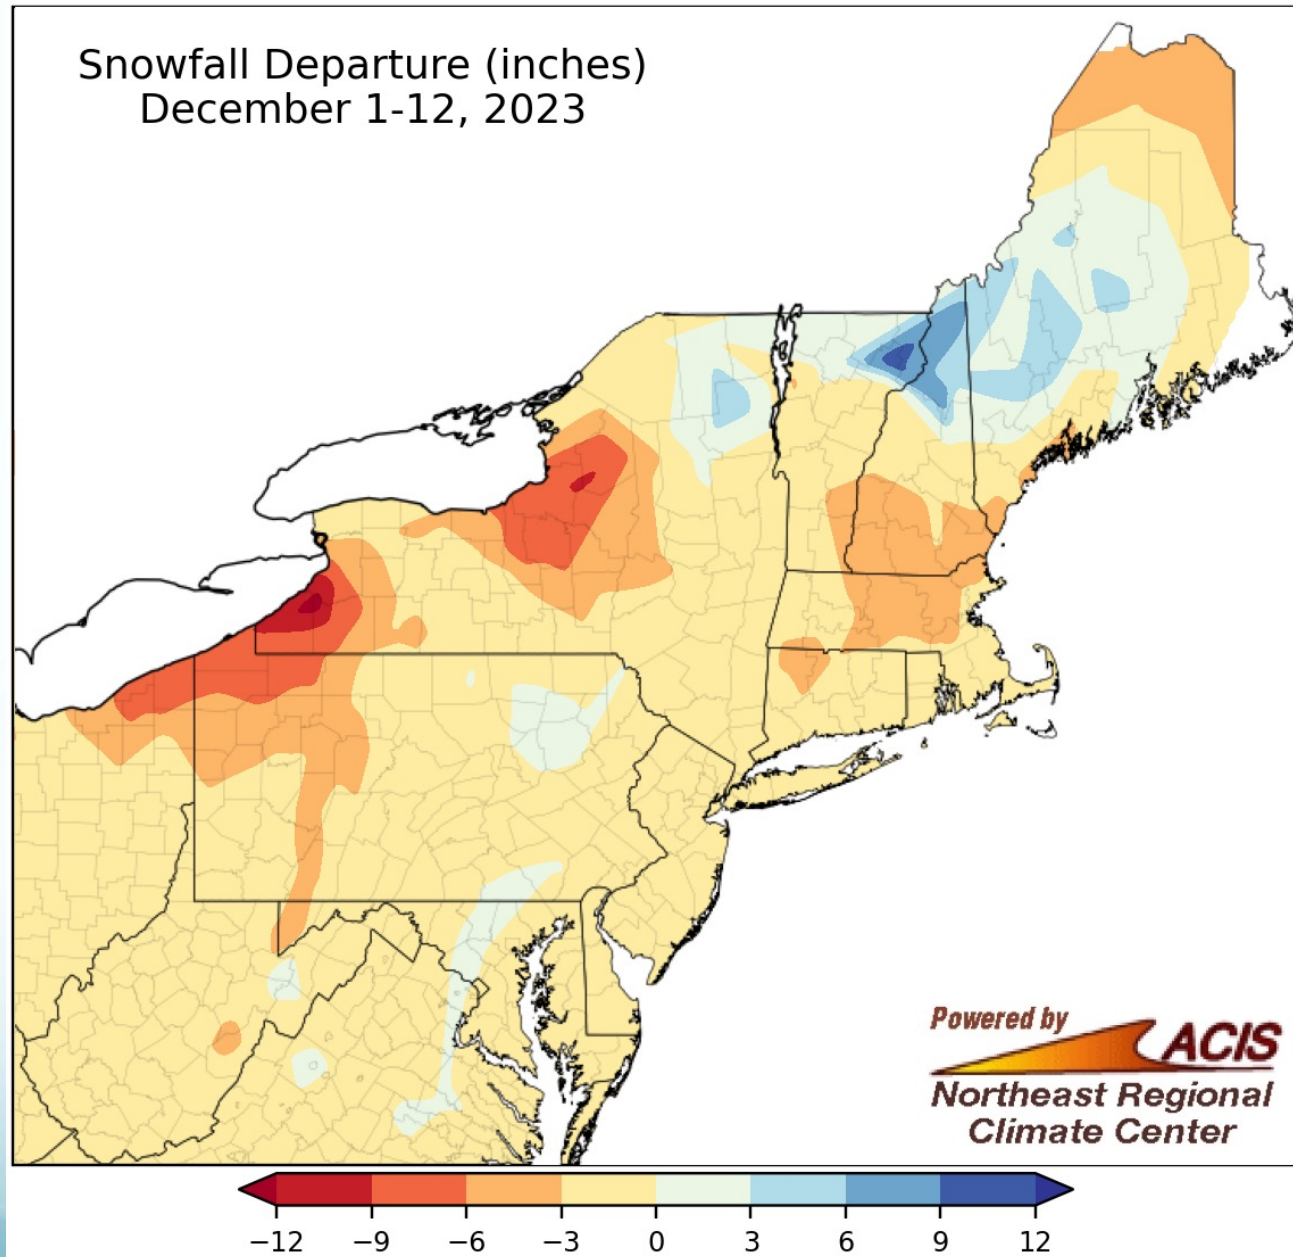 Snowfall Departure (inches)
December 1-12, 2023
Powered by
ACIS
Northeast Regional
Climate Center
−12 −9 −6 −3 0 3 6 9 12